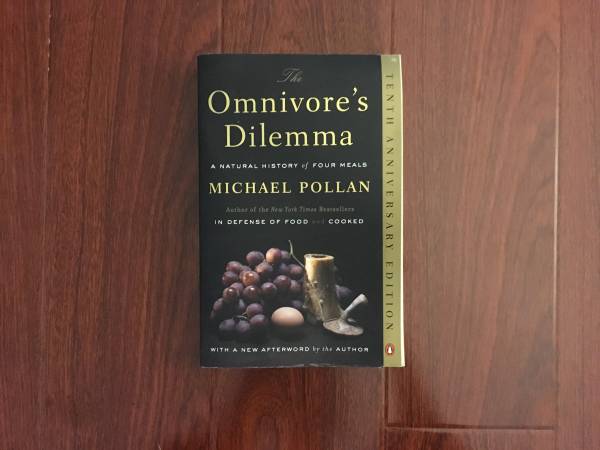 The
Omnivore's
Dilemma
A NATURAL HISTORY of FOUR MEALS
MICHAEL POLLAN
Author of the New York Times Bestsellers
IN DEFENSE OF FOOD and COOKED
WITH A NEW AFTERWORD by the AUTHOR
TENTH ANNIVERSARY EDITION